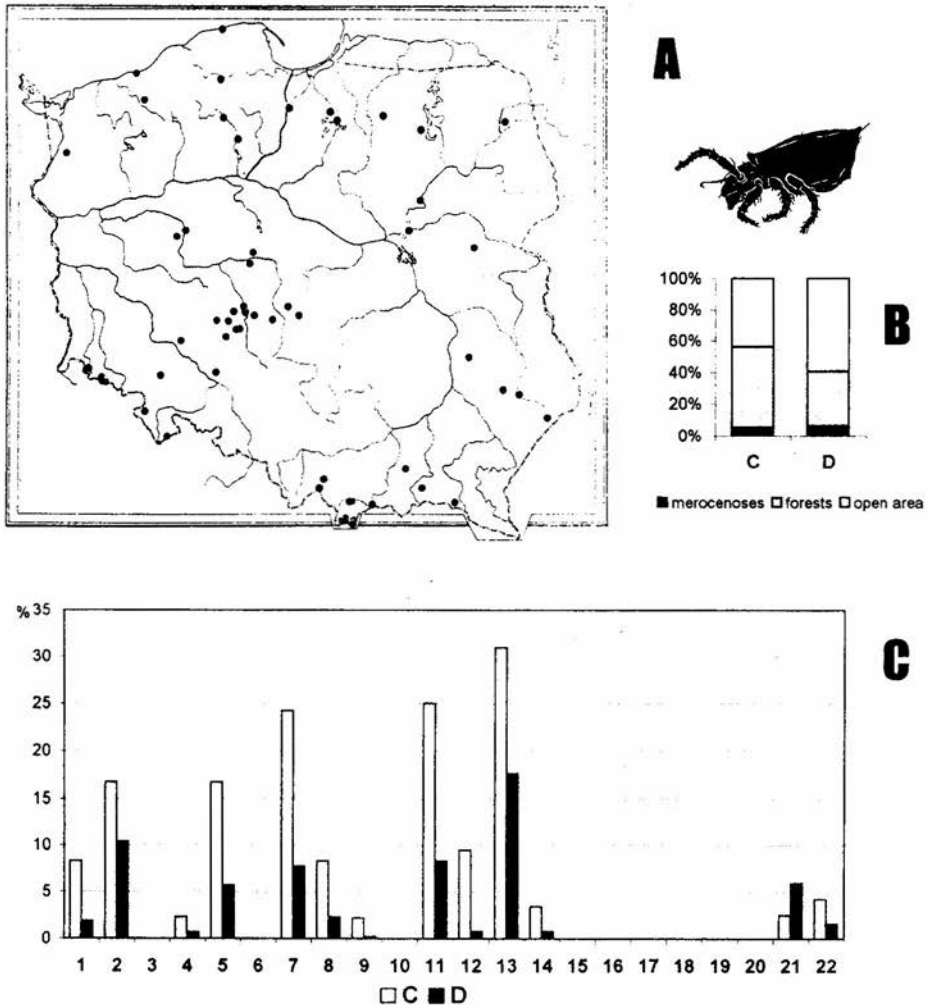 A
100%
80%
60%
40%
20%
0%
B
C D
■ merocenoses □ forests □ open area
% 35
30
25
20
15
10
5
0
C
1 2 3 4 5 6 7 8 9 10 11 12 13 14 15 16 17 18 19 20 21 22
□ C ■ D